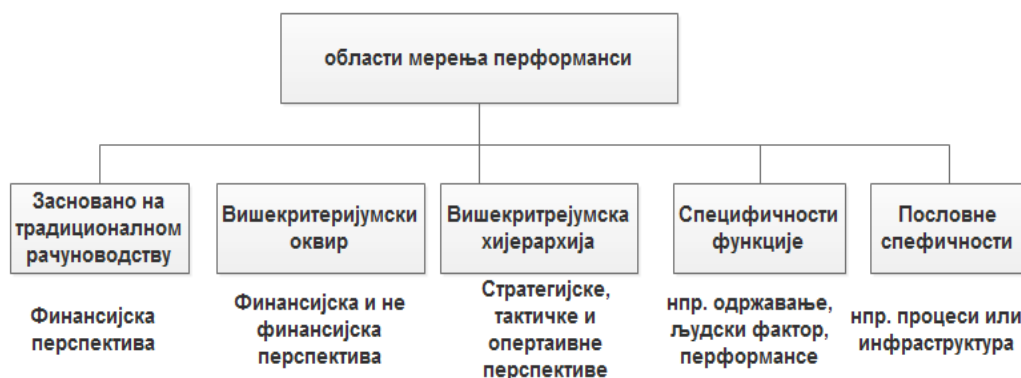 области мерења перформанси
Засновано на
традиционалном
рачуноводству
Вишекритеријумски
оквир
Вишекритрејумска
хијерархија
Специфичности
функције
Пословне
спефичности
Финансијска
перспектива
Финансијска и не
финансијска
перспектива
Стратегијске,
тактичке и
опертаивне
перспективе
нпр. одржавање,
људски фактор,
перформансе
нпр. процеси или
инфраструктура